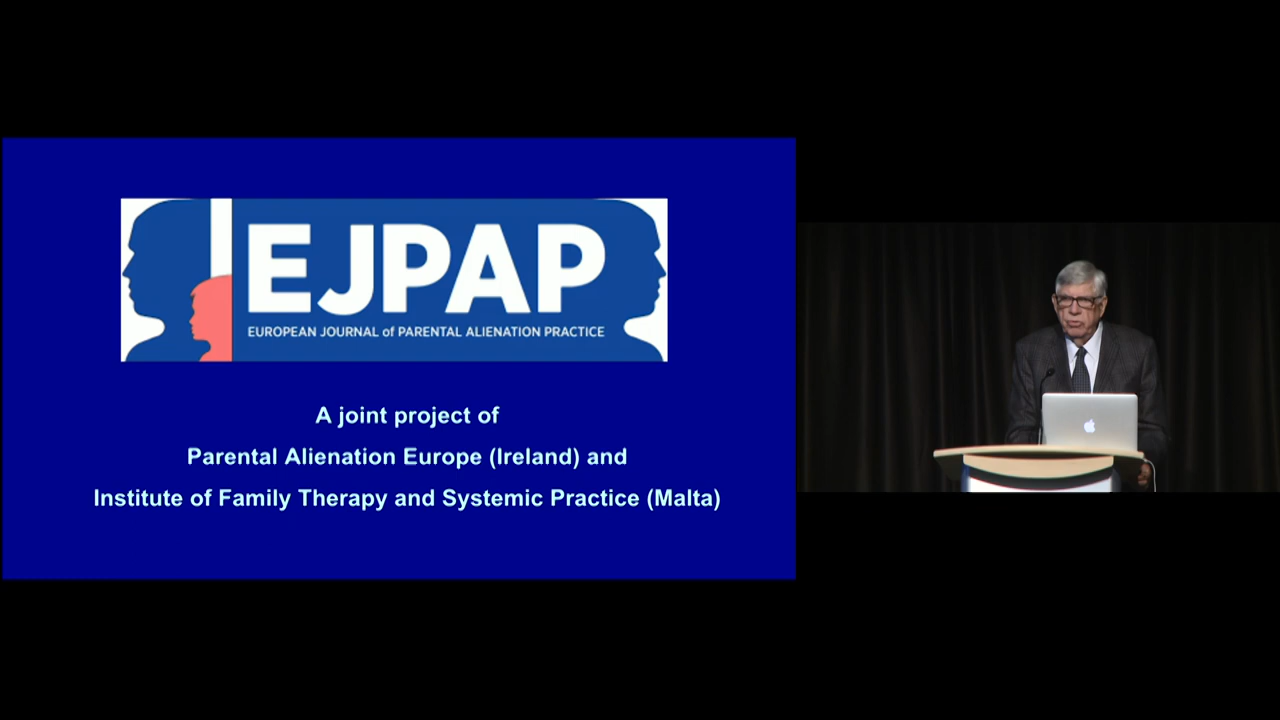 EJPAP
EUROPEAN JOURNAL of PARENTAL ALIENATION PRACTICE
A joint project of
Parental Alienation Europe (Ireland) and
Institute of Family Therapy and Systemic Practice (Malta)